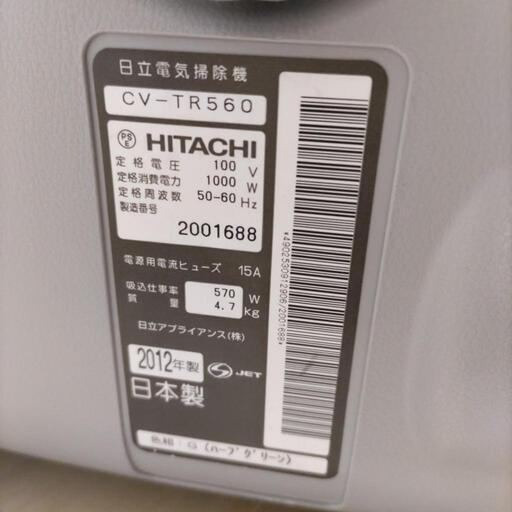 日立電気掃除機
CV-TR560
PS E HITACHI
定格電圧 100 V
定格消費電力 1000 W
定格周波数 50-60 Hz
製造番号
2001688
電源用電流ヒューズ 15A
吸込仕事率 570 W
質量 4.7 kg
日立アプライアンス(株)
2012年製 S JET
日本製
色相:G (ハーブグリーン)
*4902530912906/2001688*